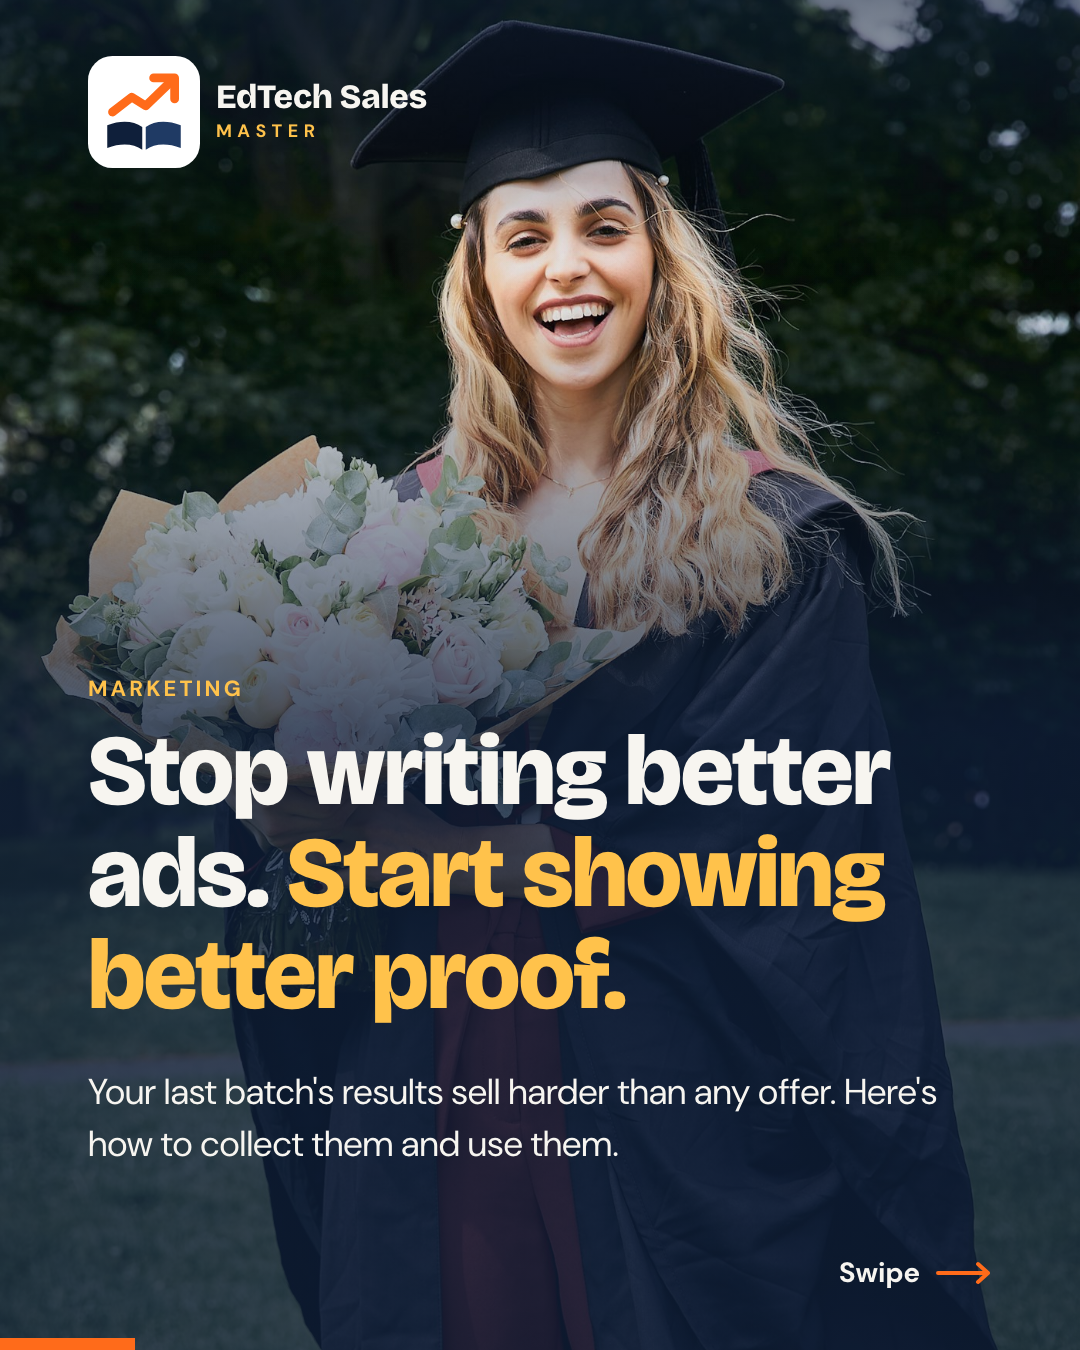 EdTech Sales
MASTER
MARKETING
Stop writing better
ads. Start showing
better proof.
Your last batch's results sell harder than any offer. Here's
how to collect them and use them.
Swipe